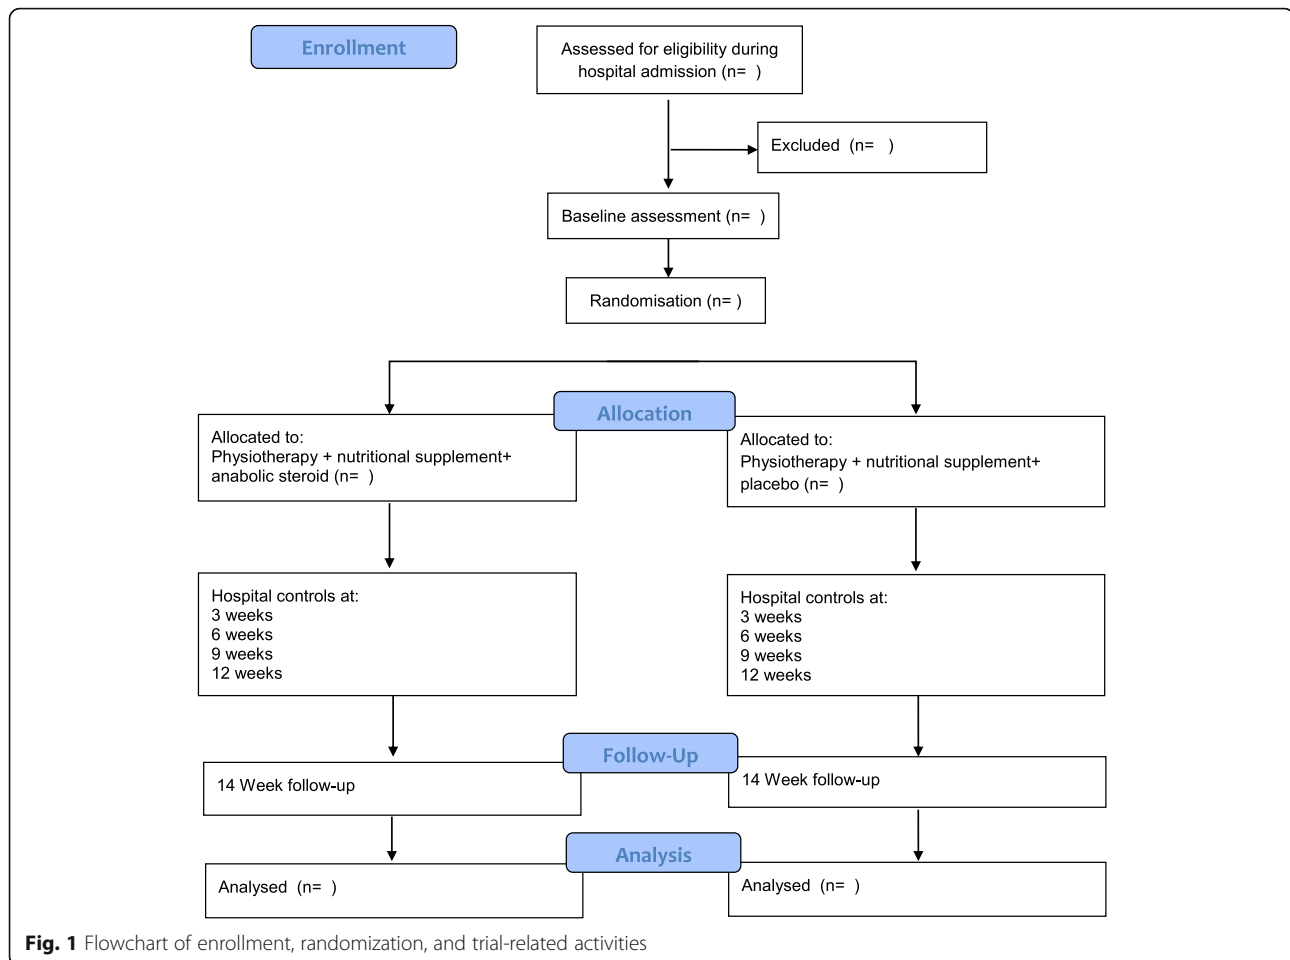 Enrollment
Assessed for eligibility during
hospital admission (n=  )
Excluded  (n=   )
Baseline assessment (n=  )
Randomisation (n= )
Allocation
Allocated to:
Physiotherapy + nutritional supplement+
anabolic steroid (n=  )
Allocated to:
Physiotherapy + nutritional supplement+
placebo (n=  )
Hospital controls at:
3 weeks
6 weeks
9 weeks
12 weeks
Hospital controls at:
3 weeks
6 weeks
9 weeks
12 weeks
Follow-Up
14 Week follow-up
14 Week follow-up
Analysis
Analysed  (n=  )
Analysed  (n=  )
Fig. 1 Flowchart of enrollment, randomization, and trial-related activities